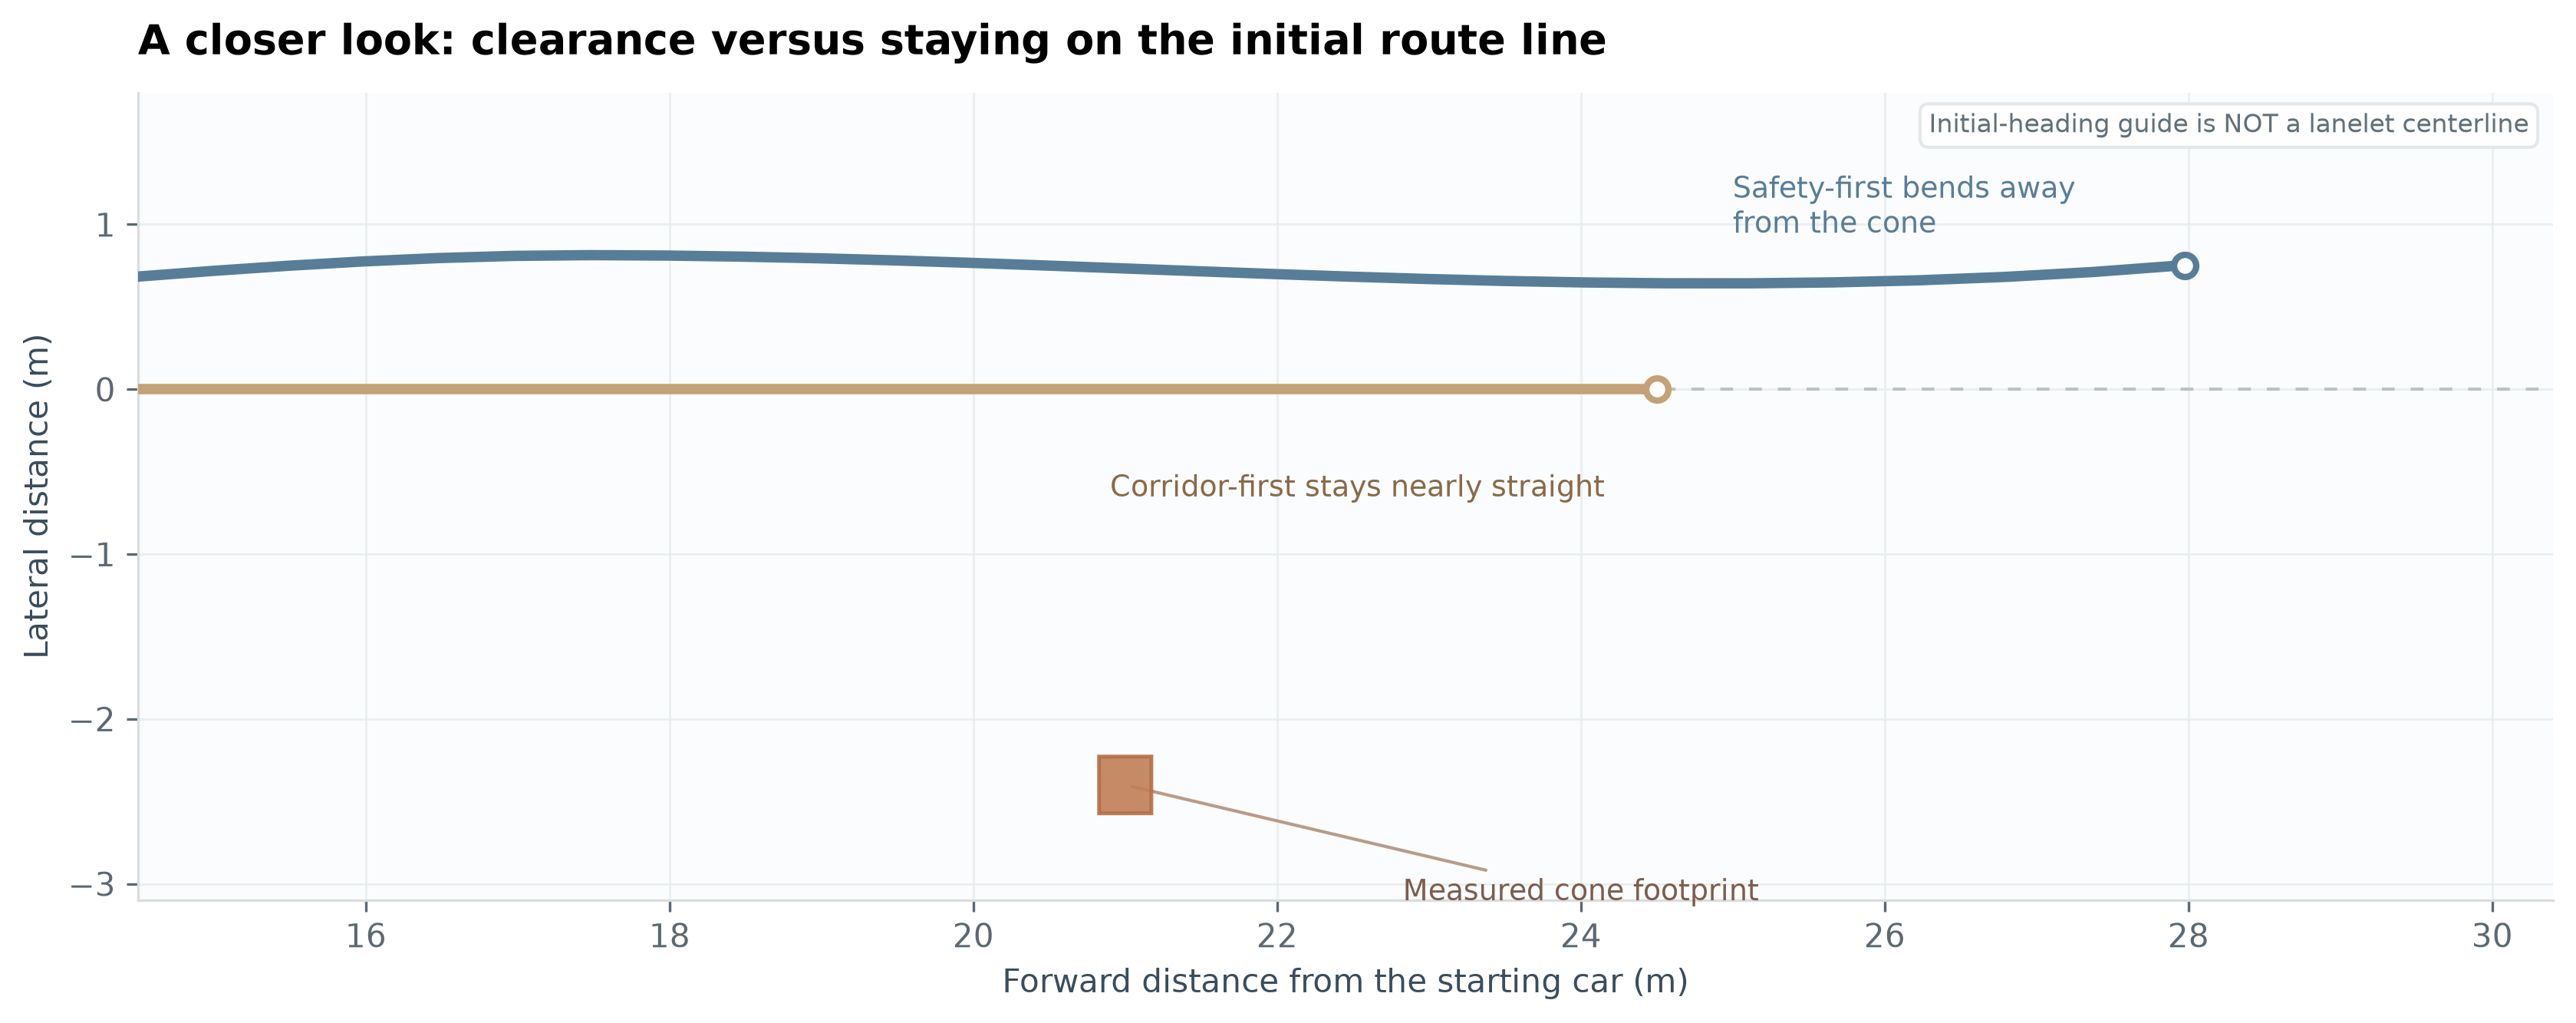 A closer look: clearance versus staying on the initial route line
Initial-heading guide is NOT a lanelet centerline
Safety-first bends away
from the cone
Corridor-first stays nearly straight
Measured cone footprint
Lateral distance (m)
1
0
−1
−2
−3
16
18
20
22
24
26
28
30
Forward distance from the starting car (m)